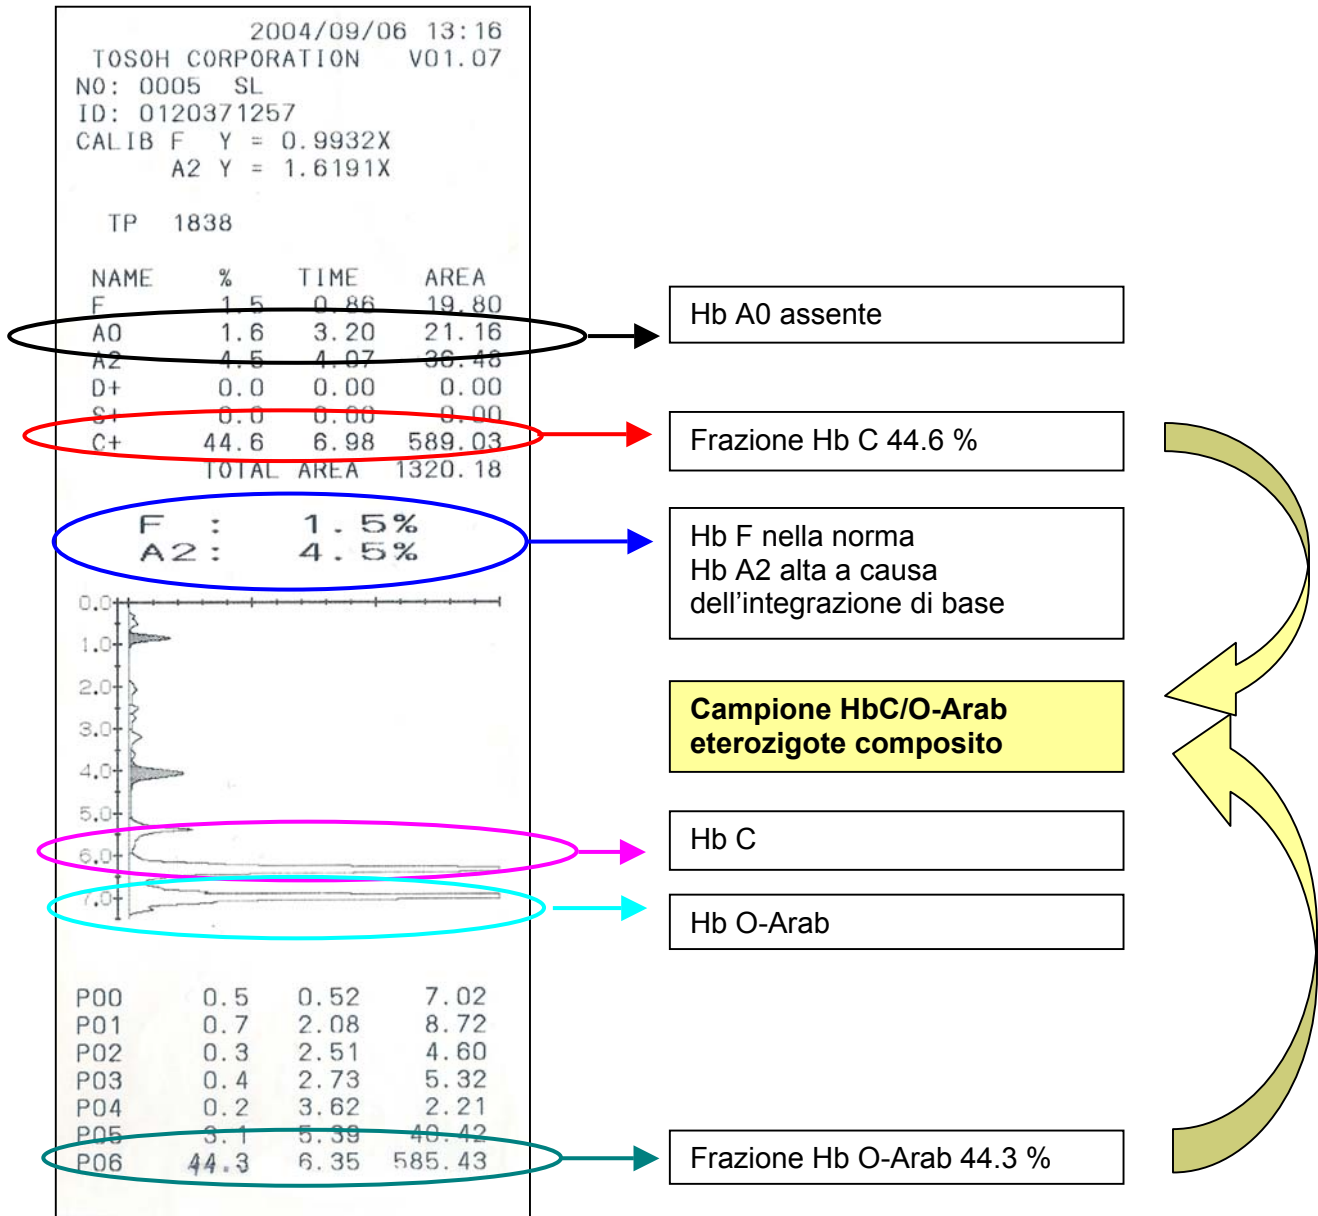 2004/09/06 13:16
TOSOH CORPORATION V01.07
NO: 0005 SL
ID: 0120371257
CALIB F Y = 0.9932X
A2 Y = 1.6191X
TP 1838
NAME % TIME AREA
F 1.5 0.86 19.80
A0 1.6 3.20 21.16
A2 4.5 4.07 36.48
D+ 0.0 0.00 0.00
S+ 0.0 0.00 0.00
C+ 44.6 6.98 589.03
TOTAL AREA 1320.18
F : 1.5%
A2: 4.5%
0.0
1.0
2.0
3.0
4.0
5.0
6.0
7.0
P00 0.5 0.52 7.02
P01 0.7 2.08 8.72
P02 0.3 2.51 4.60
P03 0.4 2.73 5.32
P04 0.2 3.62 2.21
P05 3.1 5.39 40.42
P06 44.3 6.35 585.43
Hb A0 assente
Frazione Hb C 44.6 %
Hb F nella norma
Hb A2 alta a causa
dell’integrazione di base
Campione HbC/O-Arab
eterozigote composito
Hb C
Hb O-Arab
Frazione Hb O-Arab 44.3 %